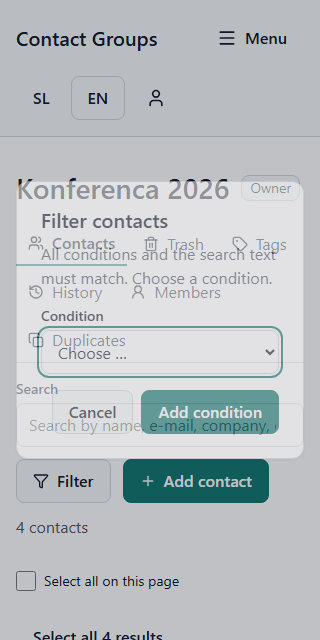 Contact Groups
Menu
SL
EN
Konferenca 2026
Owner
Filter contacts
Contacts
Trash
Tags
All conditions and the search text
must match. Choose a condition.
History
Members
Condition
Duplicates
Choose ...
Search
Cancel
Add condition
Search by name, e-mail, company,
Filter
Add contact
4 contacts
Select all on this page
Select all 4 results